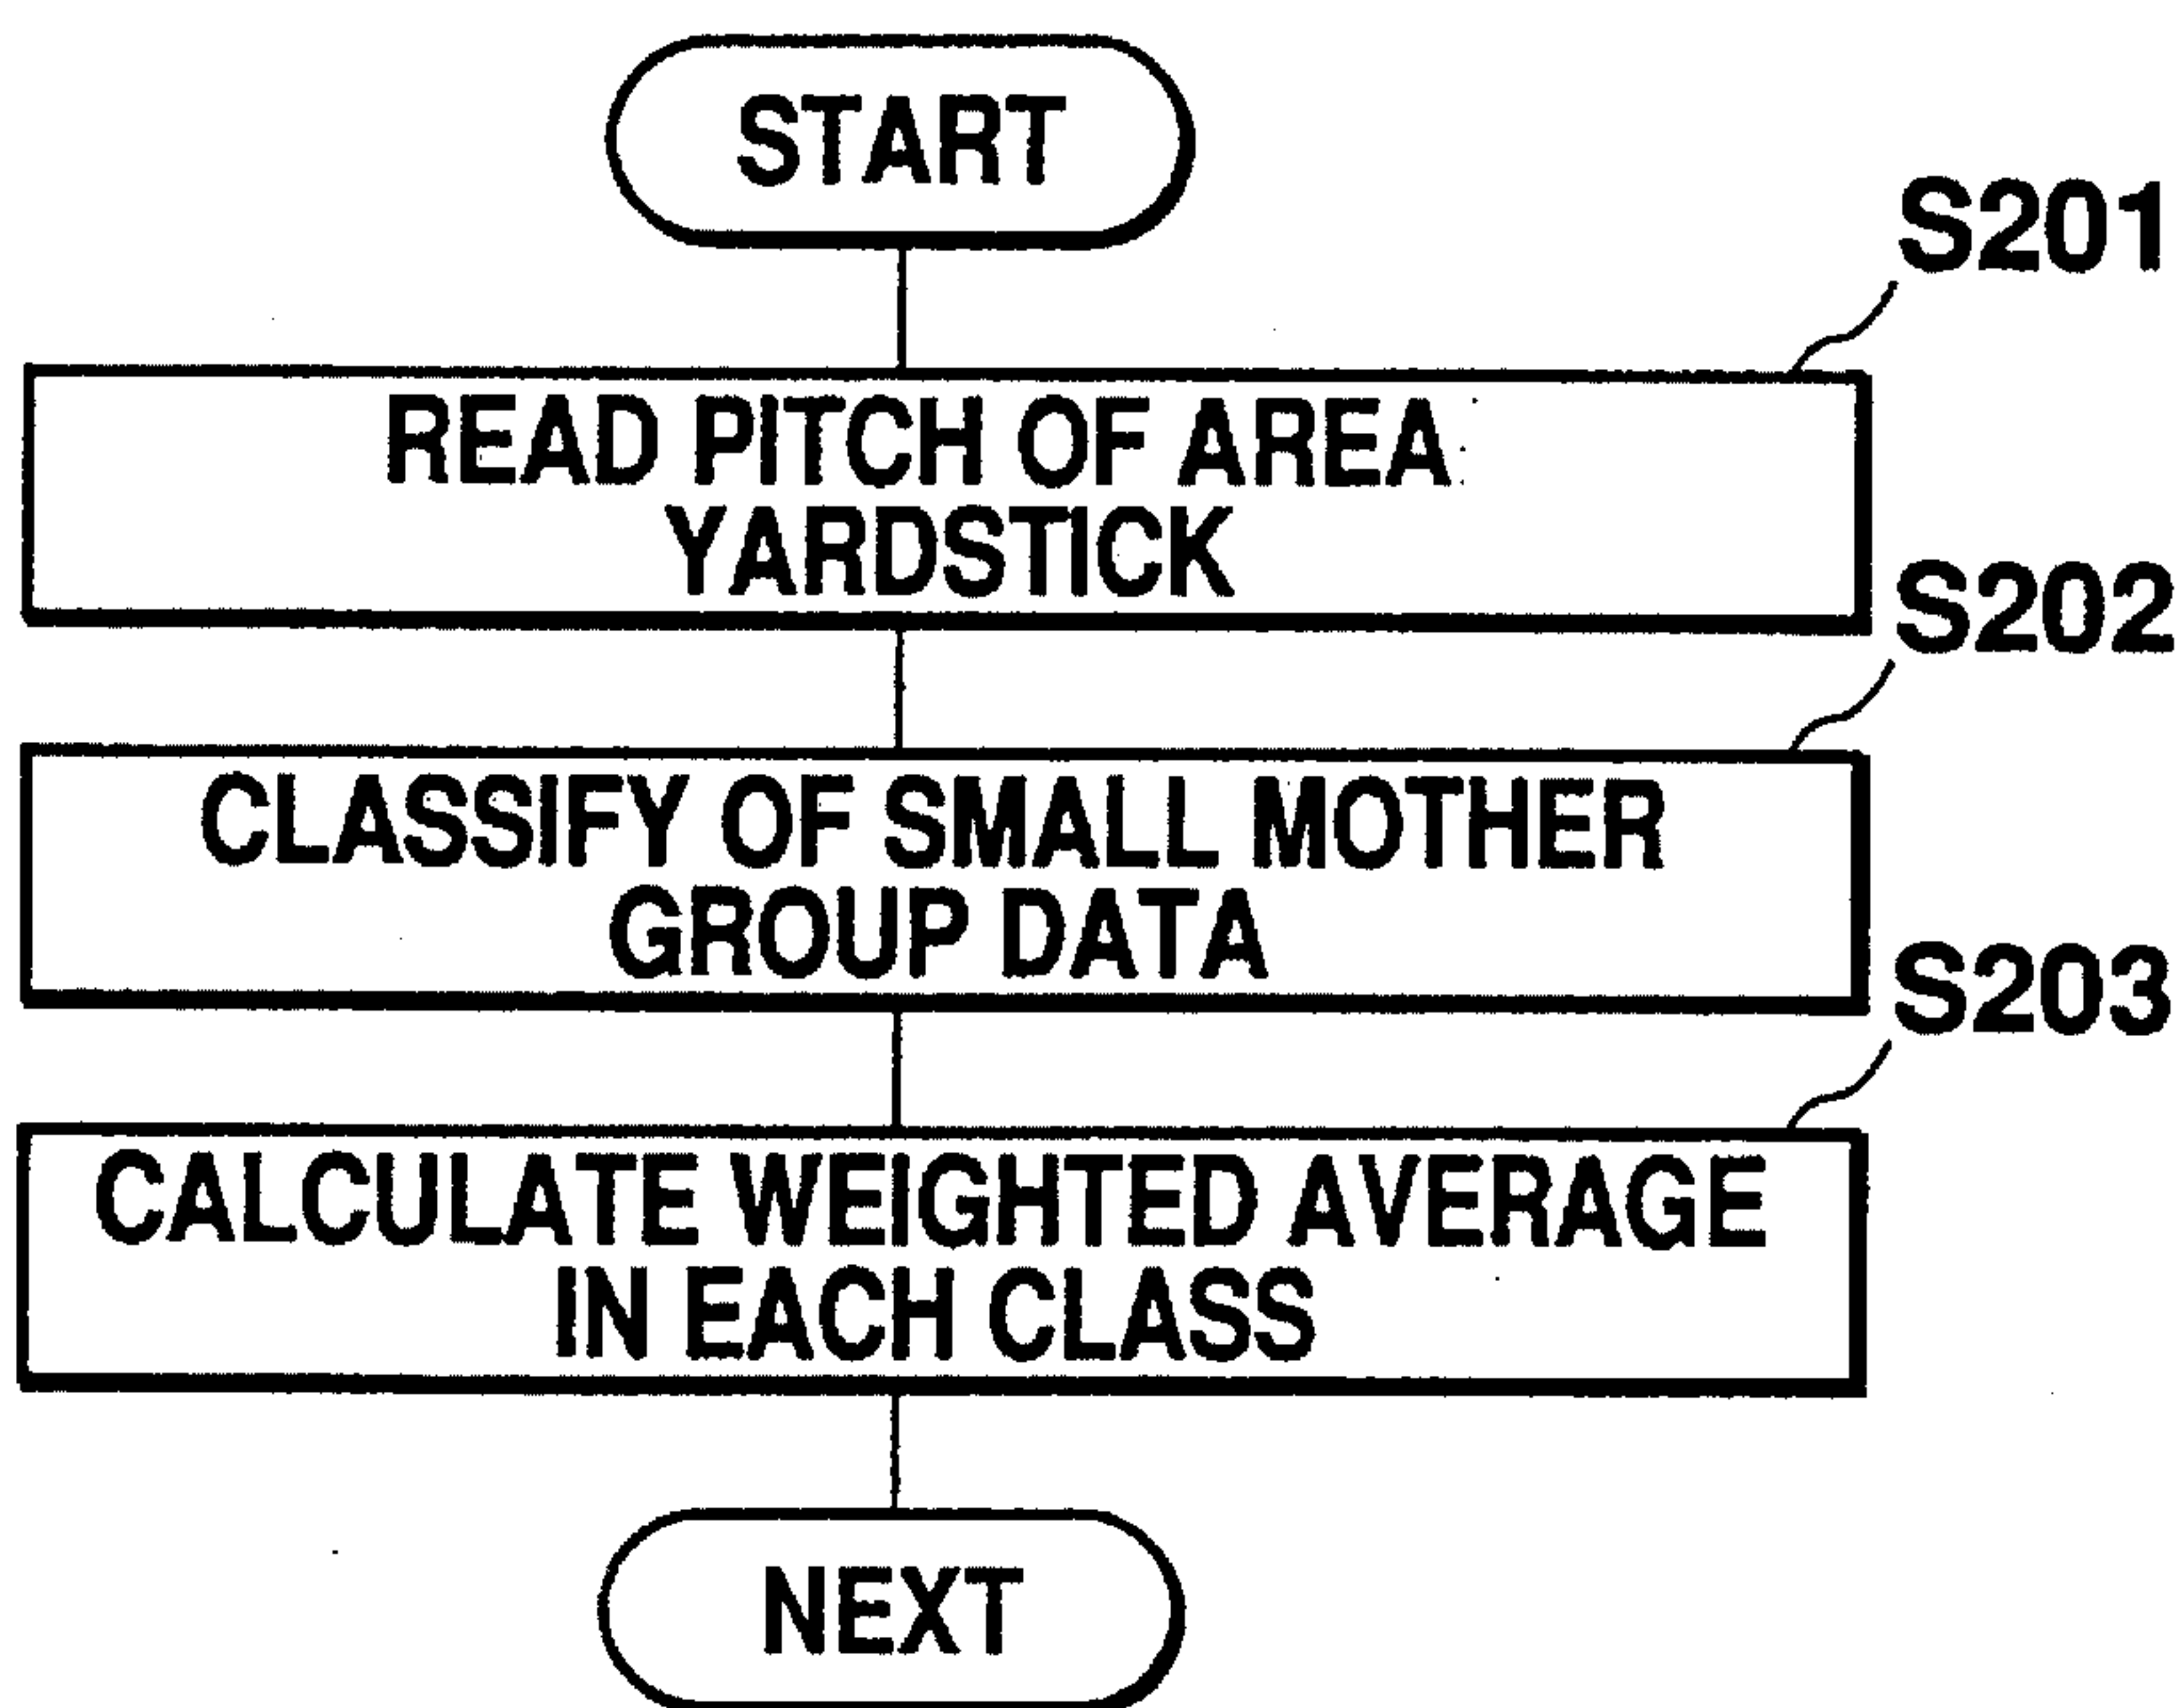 START
S201
READ PITCH OF AREA
YARDSTICK
S202
CLASSIFY OF SMALL MOTHER
GROUP DATA
S203
CALCULATE WEIGHTED AVERAGE
IN EACH CLASS
NEXT